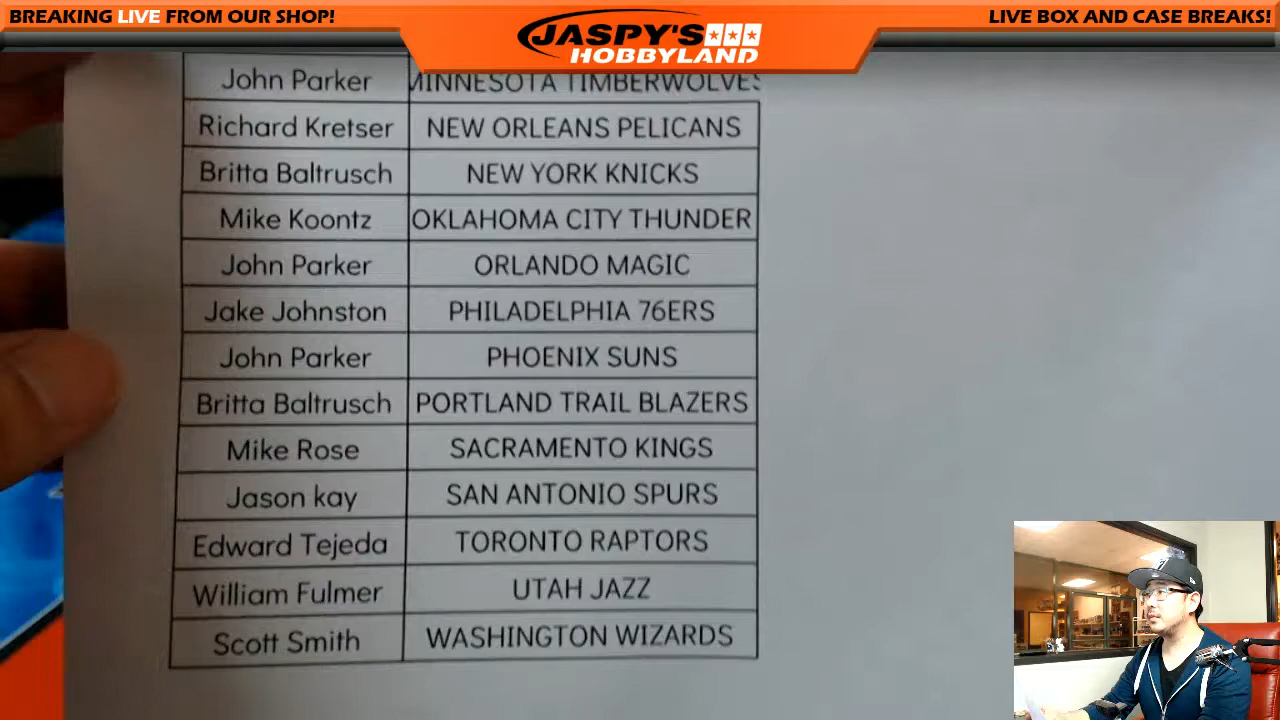 BREAKING LIVE FROM OUR SHOP!
JASPY'S
HOBBYLAND
LIVE BOX AND CASE BREAKS!
John Parker MINNESOTA TIMBERWOLVES
Richard Kretser NEW ORLEANS PELICANS
Britta Baltrusch NEW YORK KNICKS
Mike Koontz OKLAHOMA CITY THUNDER
John Parker ORLANDO MAGIC
Jake Johnston PHILADELPHIA 76ERS
John Parker PHOENIX SUNS
Britta Baltrusch PORTLAND TRAIL BLAZERS
Mike Rose SACRAMENTO KINGS
Jason kay SAN ANTONIO SPURS
Edward Tejeda TORONTO RAPTORS
William Fulmer UTAH JAZZ
Scott Smith WASHINGTON WIZARDS